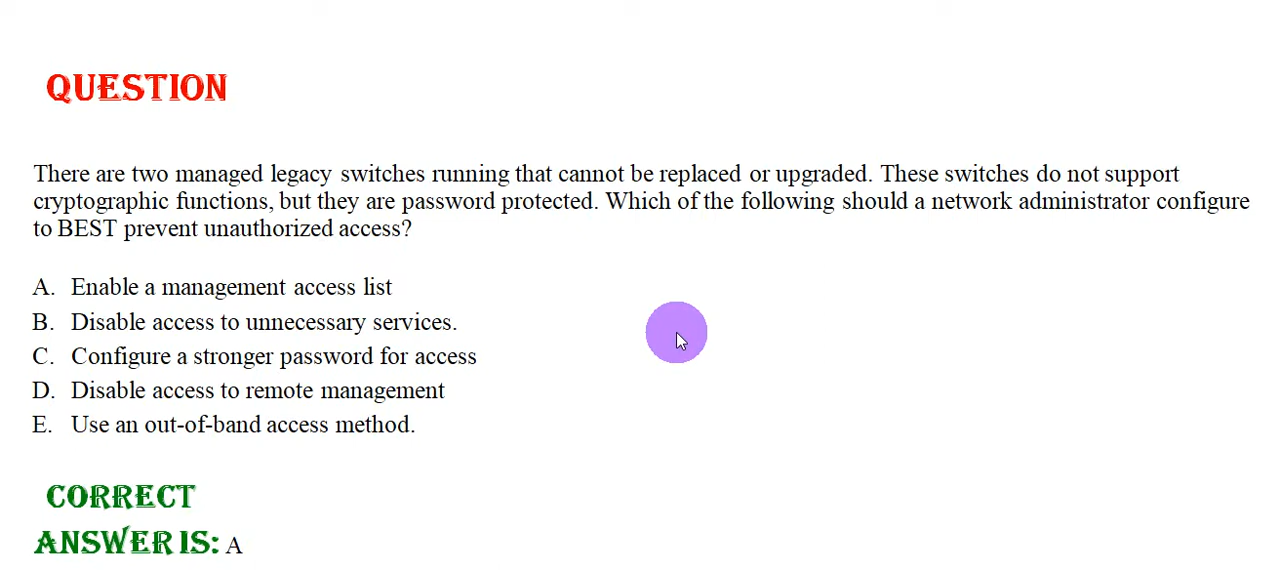 QUESTION
There are two managed legacy switches running that cannot be replaced or upgraded. These switches do not support
cryptographic functions, but they are password protected. Which of the following should a network administrator configure
to BEST prevent unauthorized access?
A. Enable a management access list
B. Disable access to unnecessary services.
C. Configure a stronger password for access
D. Disable access to remote management
E. Use an out-of-band access method.
CORRECT
ANSWER IS: A